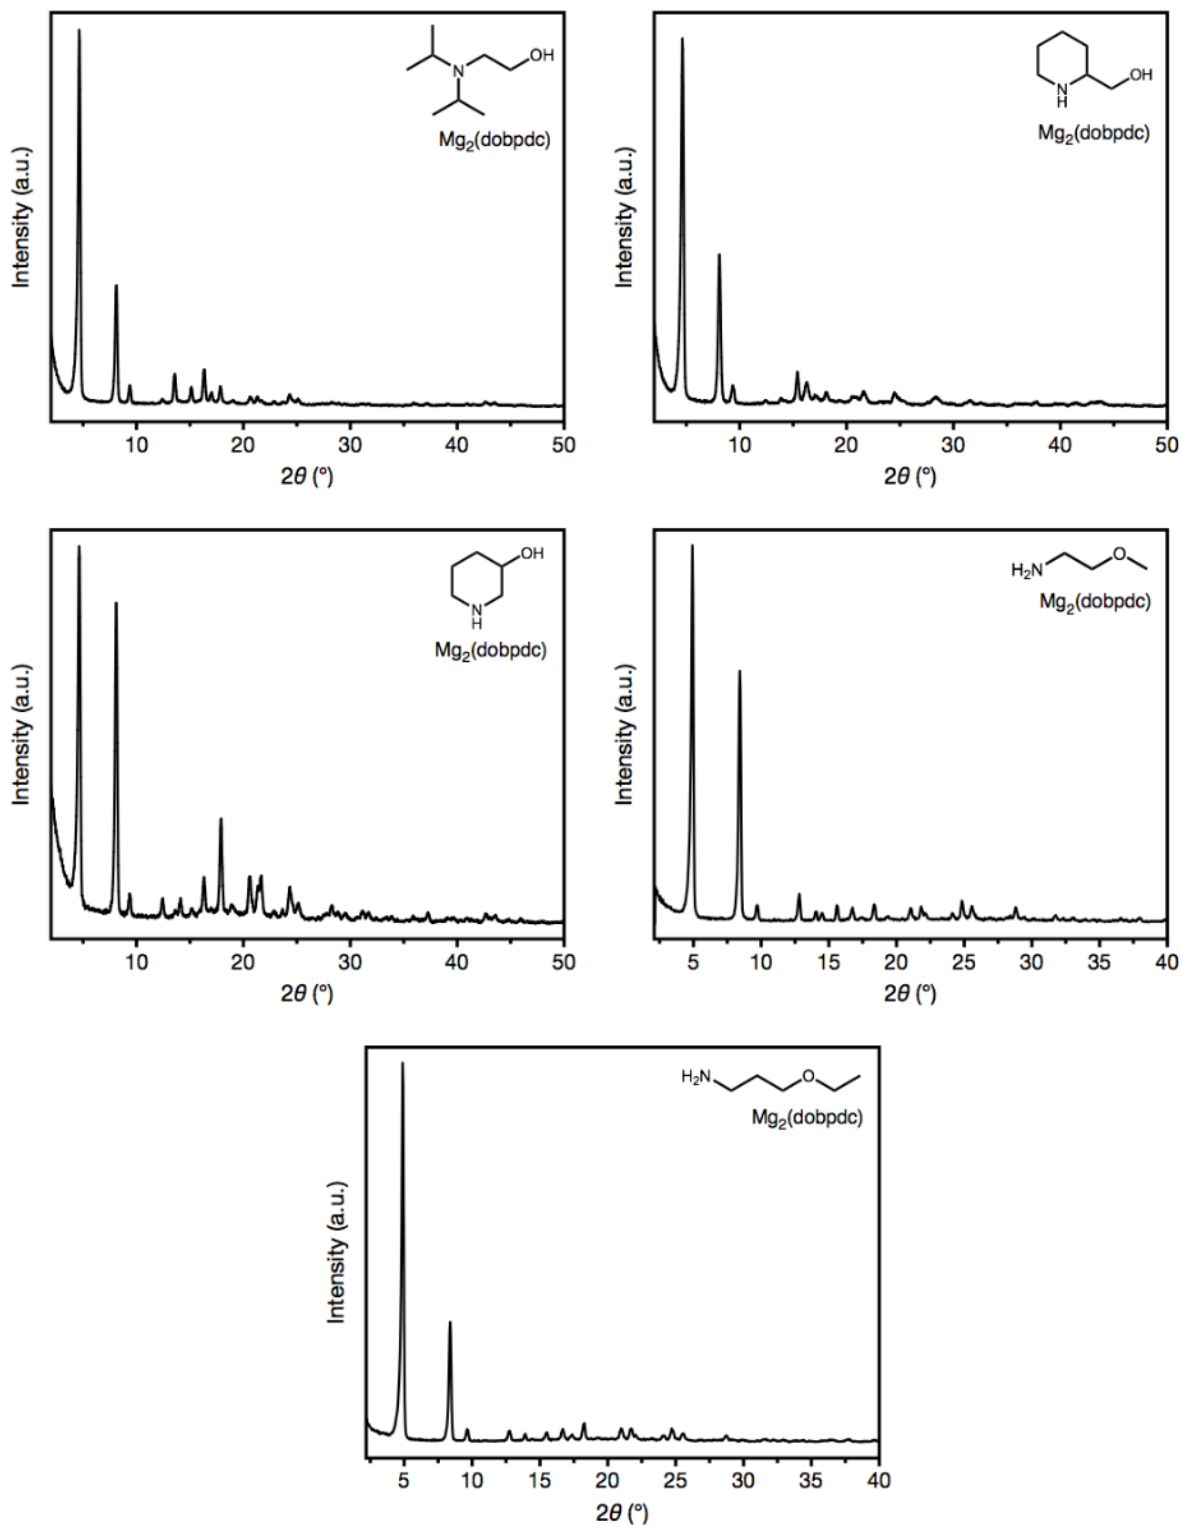 N
OH
Mg2(dobpdc)
Intensity (a.u.)
10 20 30 40 50
2θ (°)
OH
N
H
Mg2(dobpdc)
Intensity (a.u.)
10 20 30 40 50
2θ (°)
OH
N
H
Mg2(dobpdc)
Intensity (a.u.)
10 20 30 40 50
2θ (°)
H2N
O
Mg2(dobpdc)
Intensity (a.u.)
5 10 15 20 25 30 35 40
2θ (°)
H2N
O
Mg2(dobpdc)
Intensity (a.u.)
5 10 15 20 25 30 35 40
2θ (°)